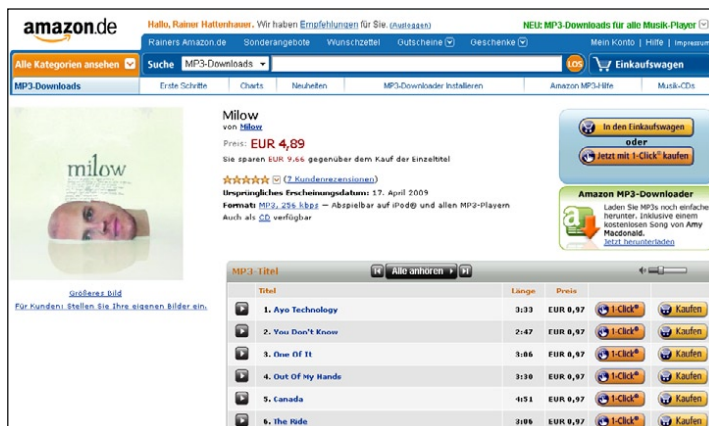 amazon.de
Hallo, Rainer Hattenhauer. Wir haben Empfehlungen für Sie. (Ausloggen)
NEU: MP3-Downloads für alle Musik-Player
Rainers Amazon.de Sonderangebote Wunschzettel Gutscheine Geschenke Mein Konto | Hilfe | Impressum
Alle Kategorien ansehen Suche MP3-Downloads LOS Einkaufswagen
MP3-Downloads Erste Schritte Charts Neuheiten MP3-Downloader Installieren Amazon MP3-Hilfe Musik-CDs
milow
Größeres Bild
Für Kunden: Stellen Sie Ihre eigenen Bilder ein.
Milow
von Milow
Preis: EUR 4,89
Sie sparen EUR 9,66 gegenüber dem Kauf der Einzeltitel
(7 Kundenrezensionen)
Ursprüngliches Erscheinungsdatum: 17. April 2009
Format: MP3, 256 kbps — Abspielbar auf iPod® und allen MP3-Playern
Auch als CD verfügbar
In den Einkaufswagen
oder
Jetzt mit 1-Click® kaufen
Amazon MP3-Downloader
Laden Sie MP3s noch einfacher
herunter. Inklusive einem
kostenlosen Song von Amy
Macdonald.
Jetzt herunterladen
MP3-Titel Alle anhören
Titel Länge Preis
1. Ayo Technology 3:33 EUR 0,97 1-Click® Kaufen
2. You Don't Know 2:47 EUR 0,97 1-Click® Kaufen
3. One Of It 3:06 EUR 0,97 1-Click® Kaufen
4. Out Of My Hands 3:30 EUR 0,97 1-Click® Kaufen
5. Canada 4:51 EUR 0,97 1-Click® Kaufen
6. The Ride 3:06 EUR 0,97 1-Click® Kaufen